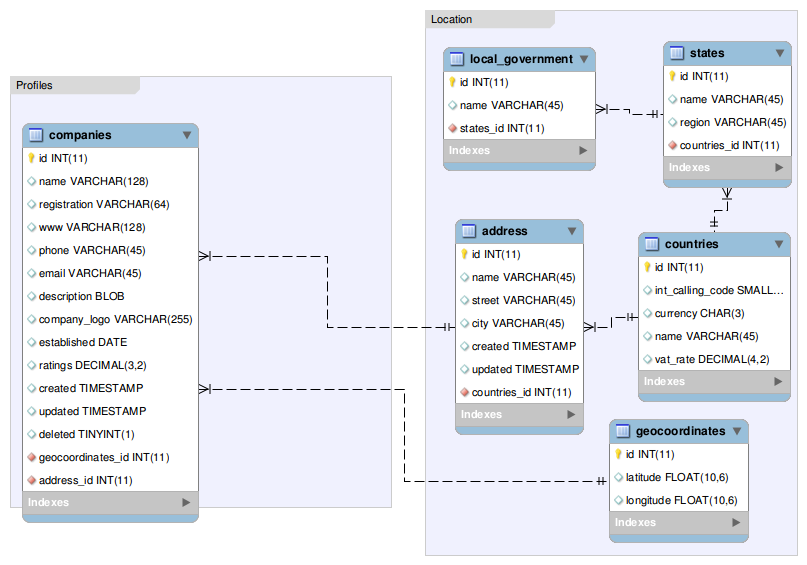 Profiles
companies
id INT(11)
name VARCHAR(128)
registration VARCHAR(64)
www VARCHAR(128)
phone VARCHAR(45)
email VARCHAR(45)
description BLOB
company_logo VARCHAR(255)
established DATE
ratings DECIMAL(3,2)
created TIMESTAMP
updated TIMESTAMP
deleted TINYINT(1)
geocoordinates_id INT(11)
address_id INT(11)
Indexes
Location
local_government
id INT(11)
name VARCHAR(45)
states_id INT(11)
Indexes
states
id INT(11)
name VARCHAR(45)
region VARCHAR(45)
countries_id INT(11)
Indexes
address
id INT(11)
name VARCHAR(45)
street VARCHAR(45)
city VARCHAR(45)
created TIMESTAMP
updated TIMESTAMP
countries_id INT(11)
Indexes
countries
id INT(11)
int_calling_code SMALL...
currency CHAR(3)
name VARCHAR(45)
vat_rate DECIMAL(4,2)
Indexes
geocoordinates
id INT(11)
latitude FLOAT(10,6)
longitude FLOAT(10,6)
Indexes